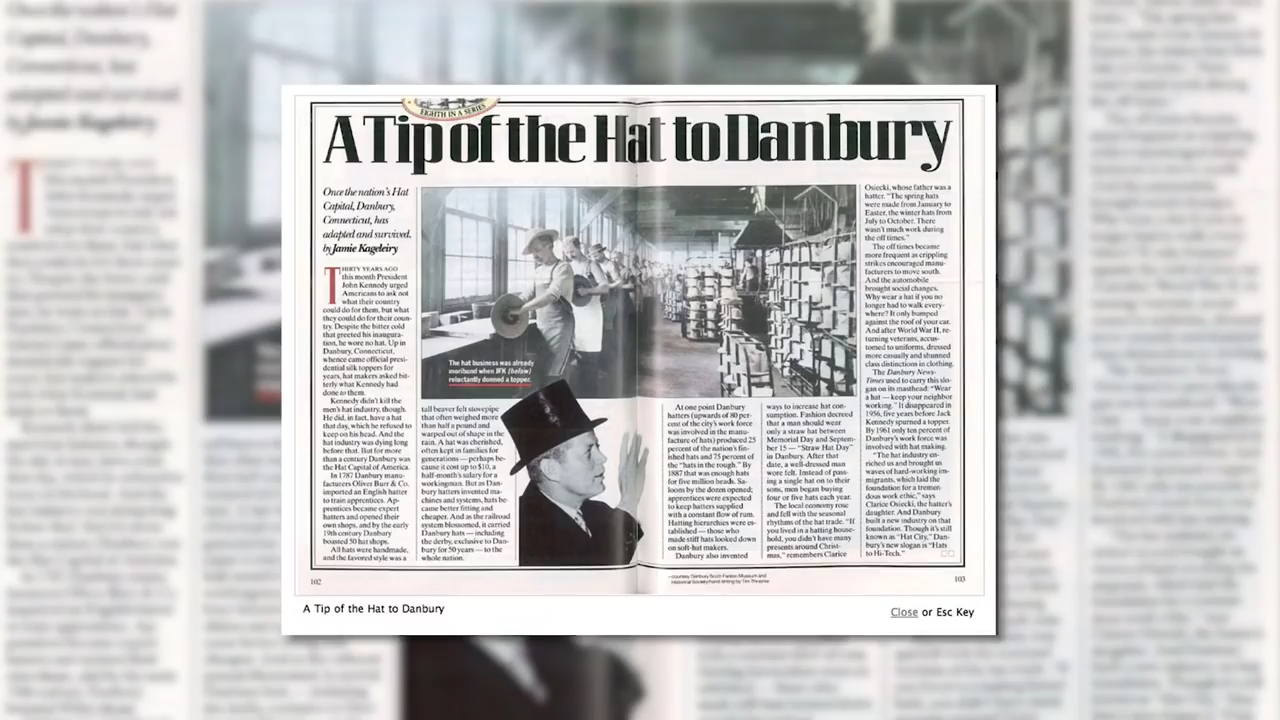 EIGHTH IN A SERIES
A Tip of the Hat to Danbury
Once the nation's Hat
Capital, Danbury,
Connecticut, has
adapted and survived.
by Jamie Kageleiry
THIRTY YEARS AGO
this month President
John Kennedy urged
Americans to ask not
what their country
could do for them, but what
they could do for their coun-
try. Despite the bitter cold
that greeted his inaugura-
tion, he wore no hat. Up in
Danbury, Connecticut,
whence came official presi-
dential silk toppers for
years, hat makers asked bit-
terly what Kennedy had
done to them.
Kennedy didn't kill the
men's hat industry, though.
He did, in fact, have a hat
that day, which he refused to
keep on his head. And the
hat industry was dying long
before that. But for more
than a century Danbury was
the Hat Capital of America.
In 1787 Danbury manu-
facturers Oliver Burr & Co.
imported an English hatter
to train apprentices. Ap-
prentices became expert
hatters and opened their
own shops, and by the early
19th century Danbury
boasted 50 hat shops.
All hats were handmade,
and the favored style was a
The hat business was already
moribund when JFK (below)
reluctantly donned a topper.
tall beaver felt stovepipe
that often weighed more
than half a pound and
warped out of shape in the
rain. A hat was cherished,
often kept in families for
generations — perhaps be-
cause it cost up to $10, a
half-month's salary for a
workingman. But as Dan-
bury hatters invented ma-
chines and systems, hats be-
came better fitting and
cheaper. And as the railroad
system blossomed, it carried
Danbury hats — including
the derby, exclusive to Dan-
bury for 50 years — to the
whole nation.
At one point Danbury
hatters (upwards of 80 per-
cent of the city's work force
was involved in the manu-
facture of hats) produced 25
percent of the nation's fin-
ished hats and 75 percent of
the "hats in the rough." By
1887 that was enough hats
for five million heads. Sa-
loons by the dozen opened;
apprentices were expected
to keep hatters supplied
with a constant flow of rum.
Hatting hierarchies were es-
tablished — those who
made stiff hats looked down
on soft-hat makers.
Danbury also invented
ways to increase hat con-
sumption. Fashion decreed
that a man should wear
only a straw hat between
Memorial Day and Septem-
ber 15 — "Straw Hat Day"
in Danbury. After that
date, a well-dressed man
wore felt. Instead of pass-
ing a single hat on to their
sons, men began buying
four or five hats each year.
The local economy rose
and fell with the seasonal
rhythms of the hat trade. "If
you lived in a hatting house-
hold, you didn't have many
presents around Christ-
mas," remembers Clarice
Osiecki, whose father was a
hatter. "The spring hats
were made from January to
Easter, the winter hats from
July to October. There
wasn't much work during
the off times."
The off times became
more frequent as crippling
strikes encouraged manu-
facturers to move south.
And the automobile
brought social changes.
Why wear a hat if you no
longer had to walk every-
where? It only bumped
against the roof of your car.
And after World War II, re-
turning veterans, accus-
tomed to uniforms, dressed
more casually and shunned
class distinctions in clothing.
The Danbury News-
Times used to carry this slo-
gan on its masthead: "Wear
a hat — keep your neighbor
working." It disappeared in
1956, five years before Jack
Kennedy spurned a topper.
By 1961 only ten percent of
Danbury's work force was
involved with hat making.
"The hat industry en-
riched us and brought us
waves of hard-working im-
migrants, which laid the
foundation for a tremen-
dous work ethic," says
Clarice Osiecki, the hatter's
daughter. And Danbury
built a new industry on that
foundation. Though it's still
known as "Hat City," Dan-
bury's new slogan is "Hats
to Hi-Tech."
102
103
A Tip of the Hat to Danbury
Close or Esc Key